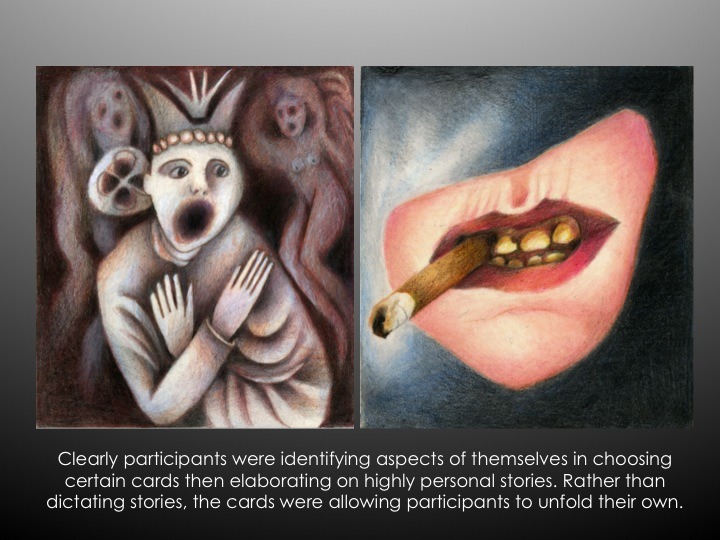 Clearly participants were identifying aspects of themselves in choosing
certain cards then elaborating on highly personal stories. Rather than
dictating stories, the cards were allowing participants to unfold their own.